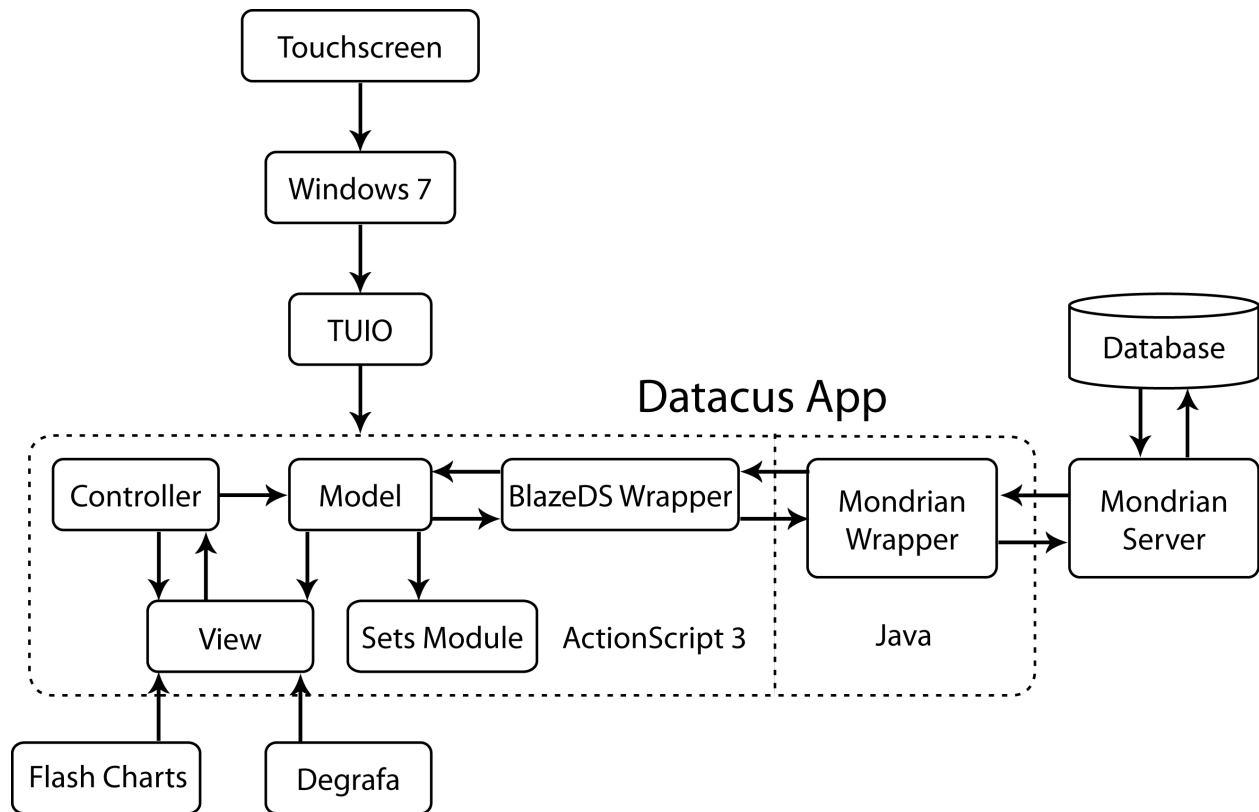 Touchscreen
Windows 7
TUIO
Database
Datacus App
Controller
Model
BlazeDS Wrapper
Mondrian
Wrapper
Mondrian
Server
View
Sets Module
ActionScript 3
Java
Flash Charts
Degrafa